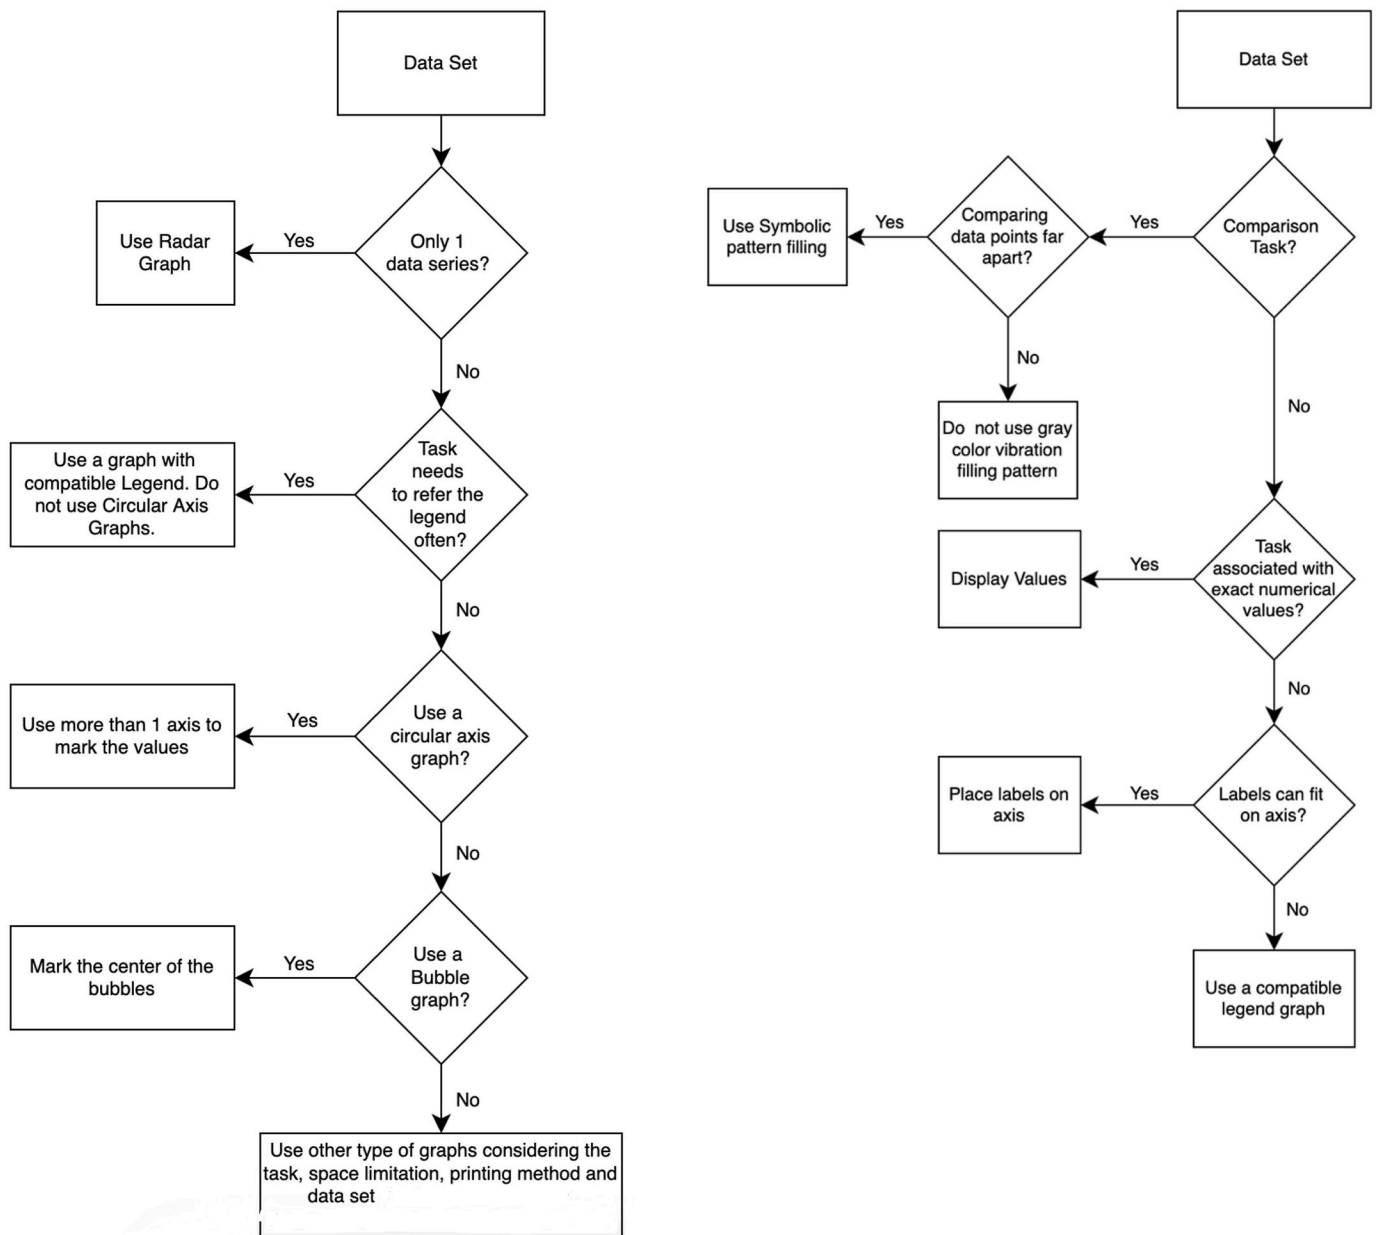 Data Set
Only 1
data series?
Yes
Use Radar
Graph
No
Task
needs
to refer the
legend
often?
Yes
Use a graph with
compatible Legend. Do
not use Circular Axis
Graphs.
No
Use a
circular axis
graph?
Yes
Use more than 1 axis to
mark the values
No
Use a
Bubble
graph?
Yes
Mark the center of the
bubbles
No
Use other type of graphs considering the
task, space limitation, printing method and
data set
Data Set
Comparison
Task?
Yes
Comparing
data points far
apart?
Yes
Use Symbolic
pattern filling
No
Do not use gray
color vibration
filling pattern
No
Task
associated with
exact numerical
values?
Yes
Display Values
No
Labels can fit
on axis?
Yes
Place labels on
axis
No
Use a compatible
legend graph